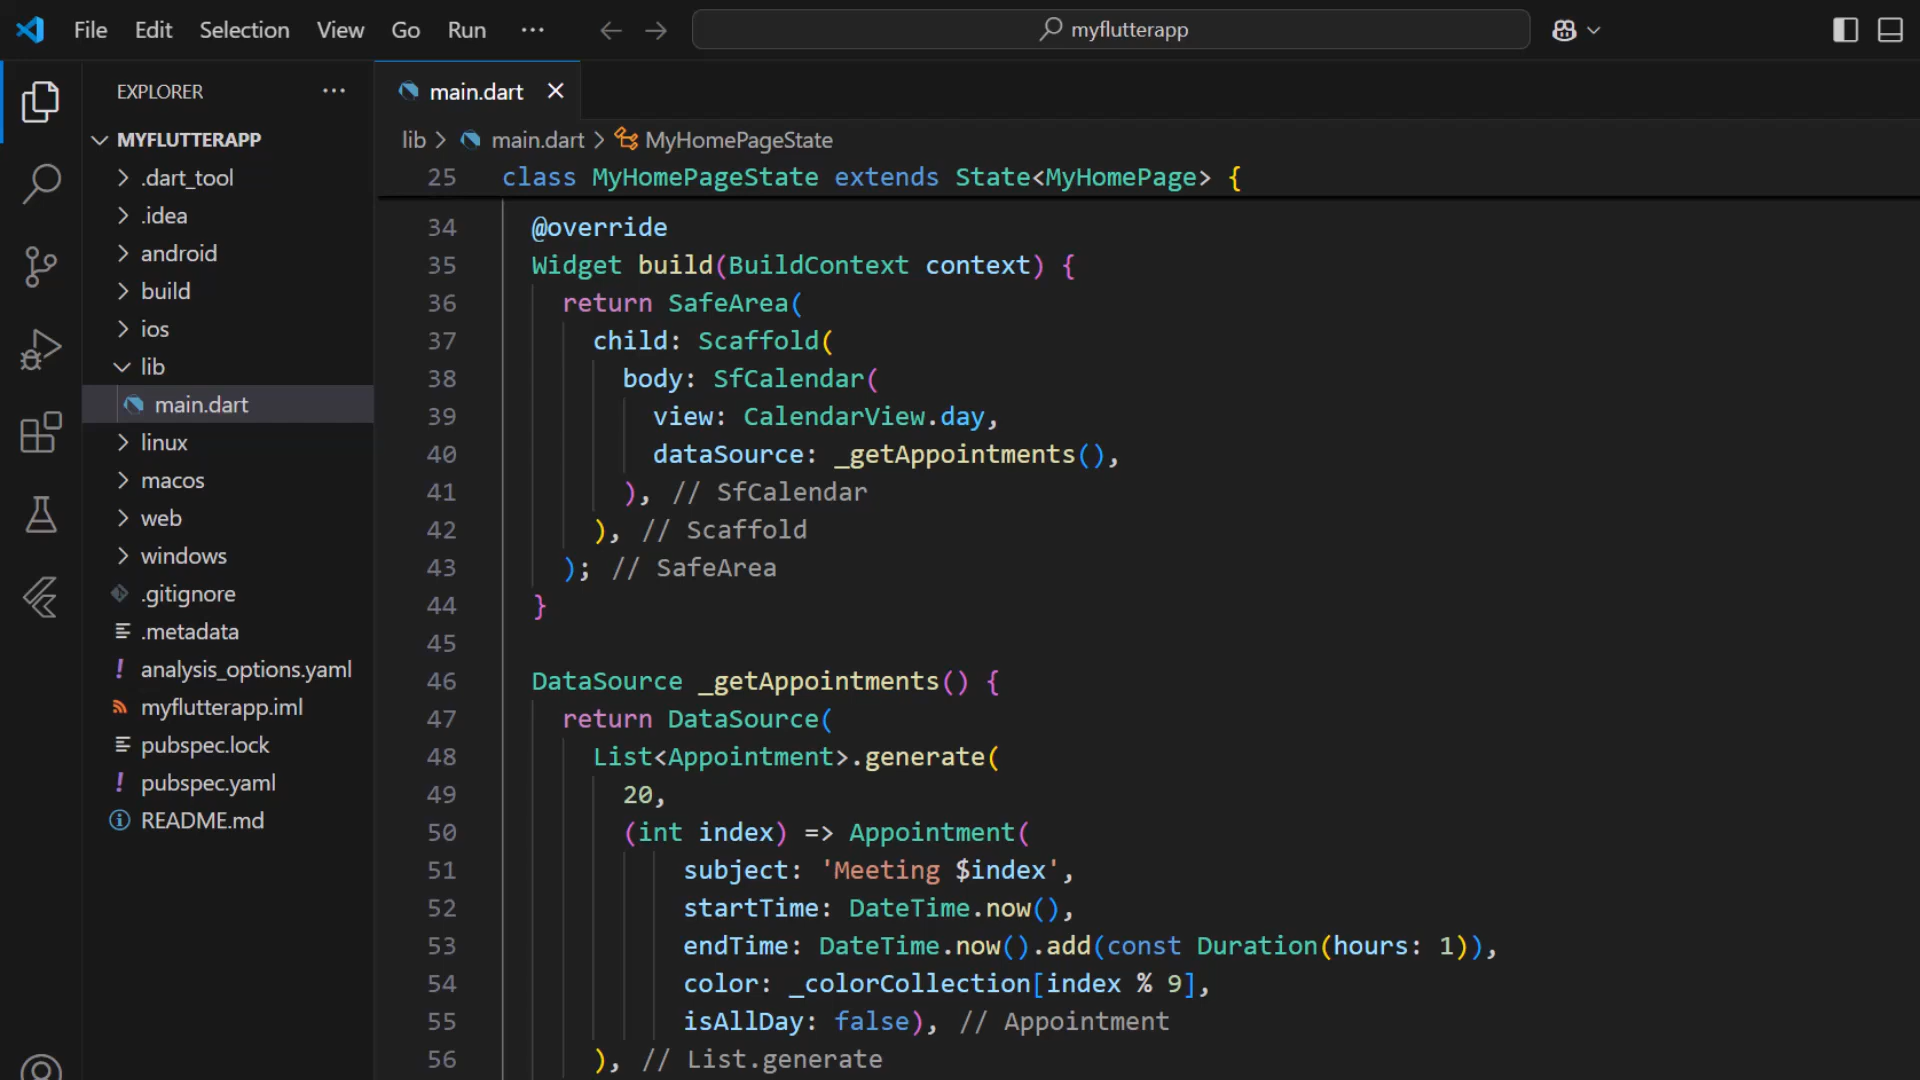 File Edit Selection View Go Run ···
myflutterapp
EXPLORER ···
MYFLUTTERAPP
.dart_tool
.idea
android
build
ios
lib
main.dart
linux
macos
web
windows
.gitignore
.metadata
! analysis_options.yaml
myflutterapp.iml
pubspec.lock
! pubspec.yaml
README.md
main.dart
lib > main.dart > MyHomePageState
25 class MyHomePageState extends State<MyHomePage> {
34 @override
35 Widget build(BuildContext context) {
36 return SafeArea(
37 child: Scaffold(
38 body: SfCalendar(
39 view: CalendarView.day,
40 dataSource: _getAppointments(),
41 ), // SfCalendar
42 ), // Scaffold
43 ); // SafeArea
44 }
45
46 DataSource _getAppointments() {
47 return DataSource(
48 List<Appointment>.generate(
49 20,
50 (int index) => Appointment(
51 subject: 'Meeting $index',
52 startTime: DateTime.now(),
53 endTime: DateTime.now().add(const Duration(hours: 1)),
54 color: _colorCollection[index % 9],
55 isAllDay: false), // Appointment
56 ), // List.generate